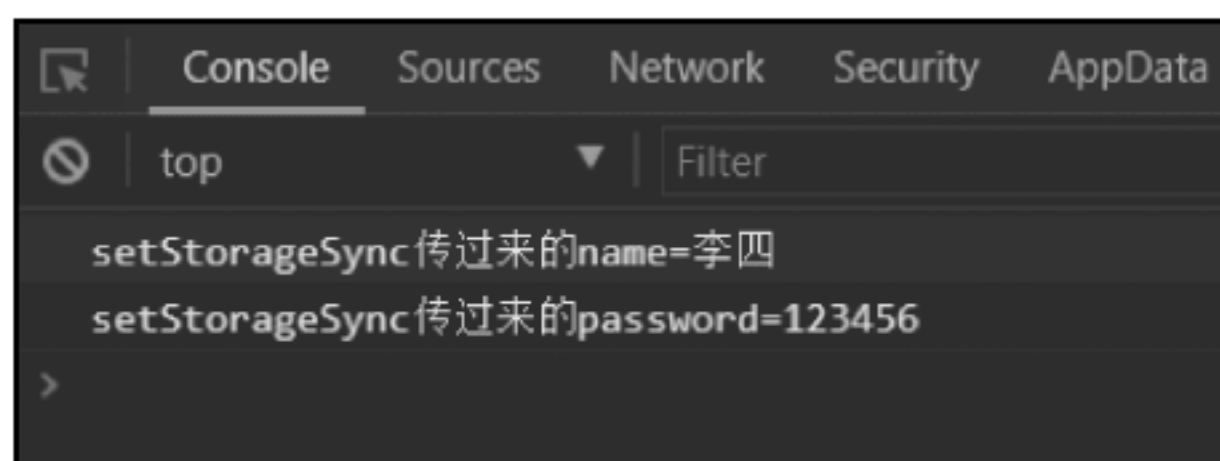 Console Sources Network Security AppData
top Filter
setStorageSync传过来的name=李四
setStorageSync传过来的password=123456
>